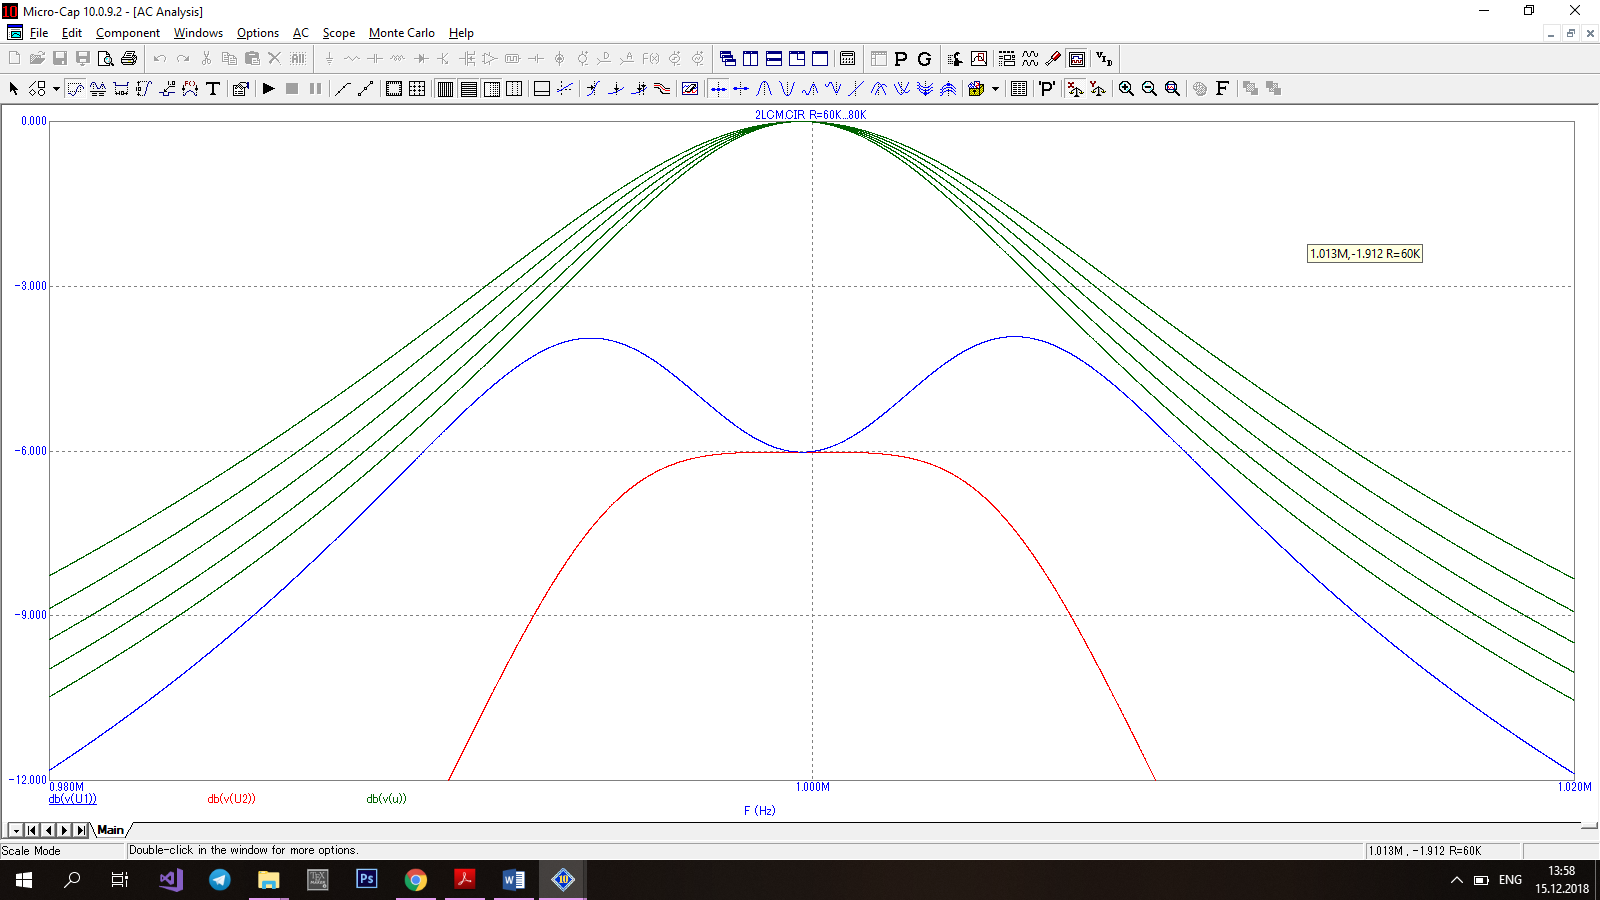 10 Micro-Cap 10.0.9.2 - [AC Analysis]
File Edit Component Windows Options AC Scope Monte Carlo Help
2LCM.CIR R=60K...80K
0.000
1.013M,-1.912 R=60K
-3.000
-6.000
-9.000
-12.000
0.980M 1.000M 1.020M
db(v(U1)) db(v(U2)) db(v(u))
F (Hz)
Main
Scale Mode Double-click in the window for more options. 1.013M , -1.912 R=60K
13:58
ENG
15.12.2018